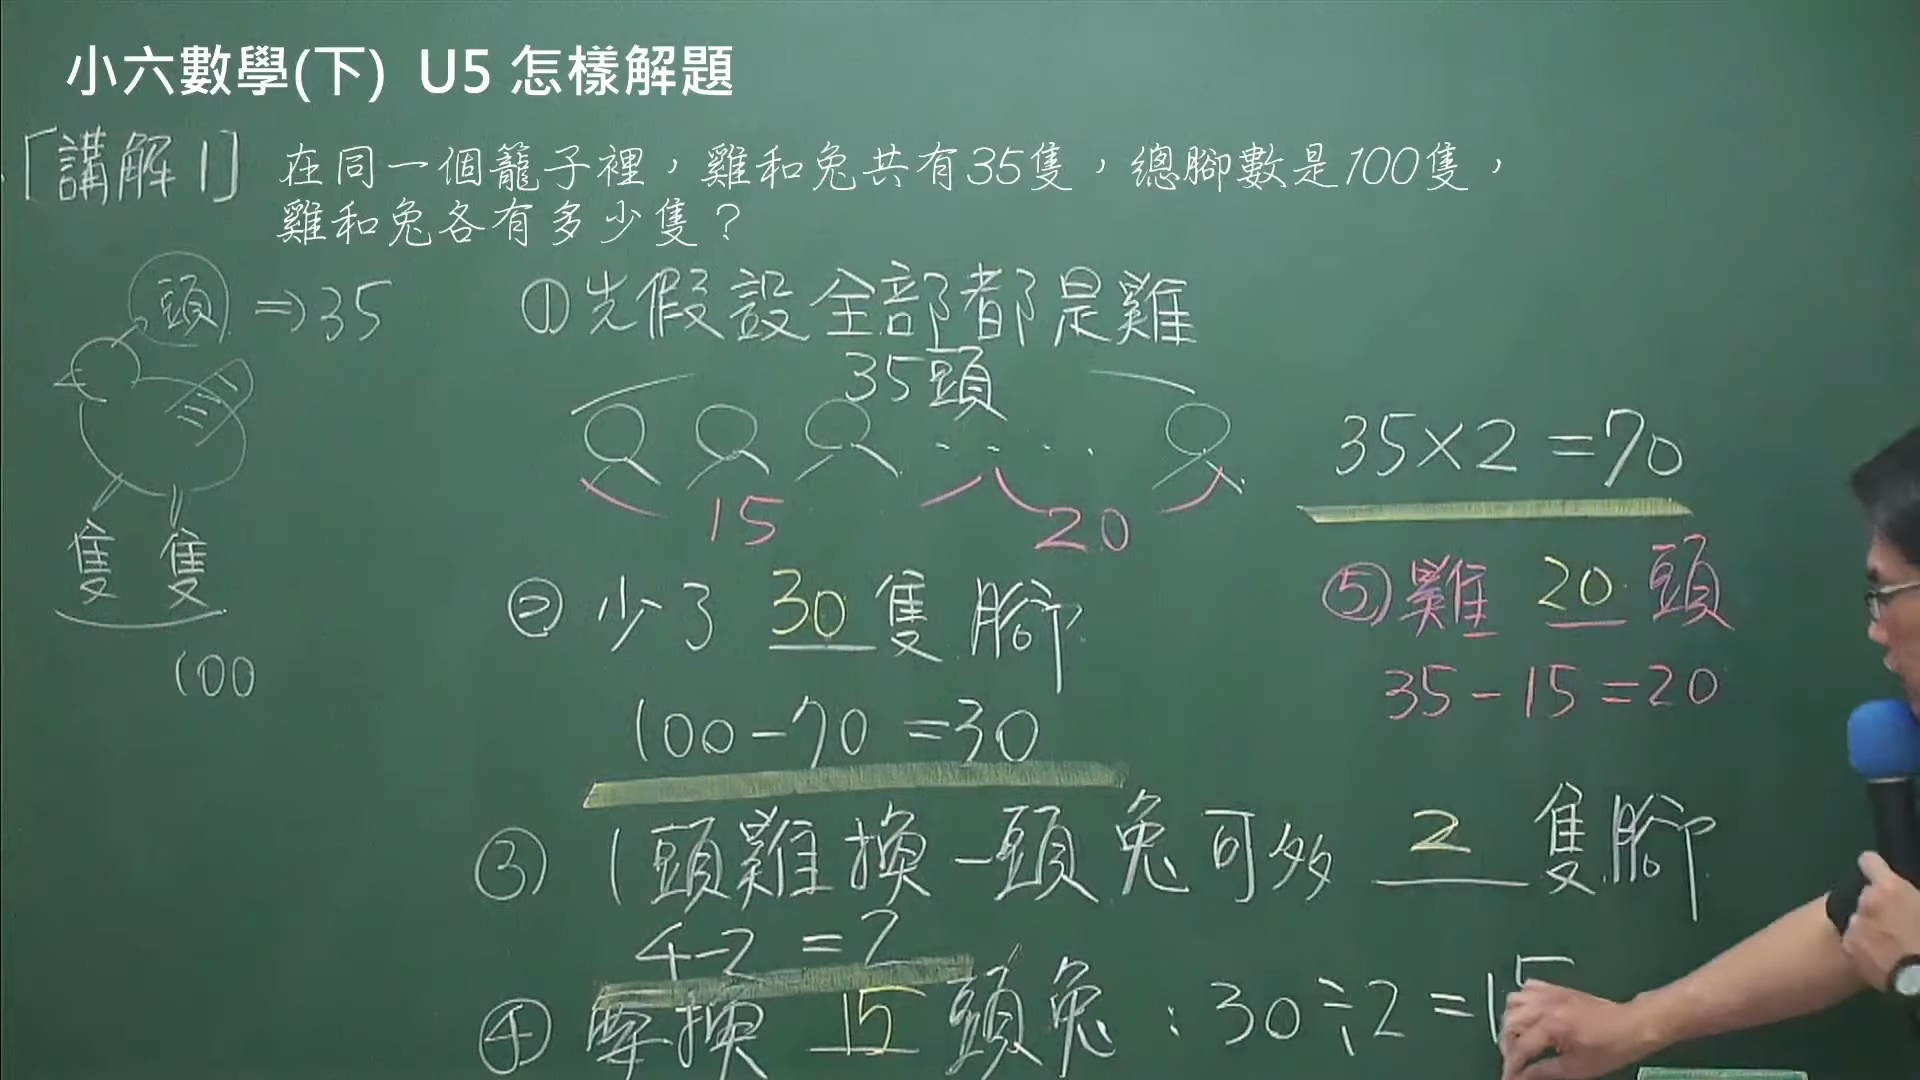 小六數學(下) U5 怎樣解題
「講解1」 在同一個籠子裡，雞和兔共有35隻，總腳數是100隻，
雞和兔各有多少隻？
頭 ⇒ 35
隻 隻
100
①先假設全部都是雞
35頭
15 20
35×2=70
②少了 30 隻腳
100-70=30
⑤雞 20 頭
35-15=20
③ 1頭雞換一頭兔可多 2 隻腳
4-2=2
④要換 15 頭兔：30÷2=15